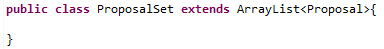 public class ProposalSet extends ArrayList<Proposal>{
}